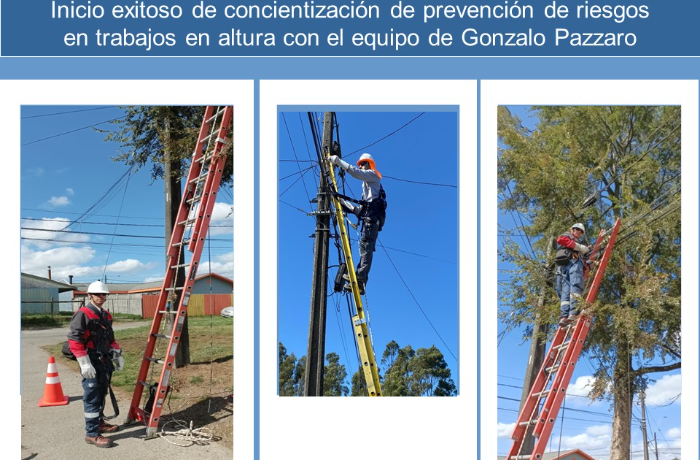 Inicio exitoso de concientización de prevención de riesgos
en trabajos en altura con el equipo de Gonzalo Pazzaro